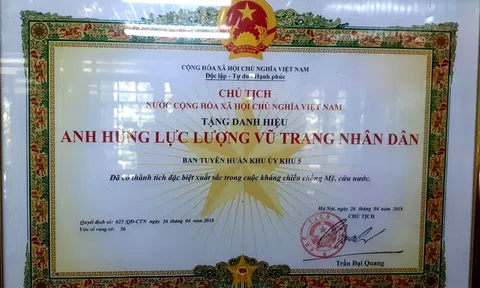 CỘNG HÒA XÃ HỘI CHỦ NGHĨA VIỆT NAM
Độc lập - Tự do - Hạnh phúc
CHỦ TỊCH
NƯỚC CỘNG HÒA XÃ HỘI CHỦ NGHĨA VIỆT NAM
TẶNG DANH HIỆU
ANH HÙNG LỰC LƯỢNG VŨ TRANG NHÂN DÂN
BAN TUYÊN HUẤN KHU ỦY KHU 5
Đã có thành tích đặc biệt xuất sắc trong cuộc kháng chiến chống Mỹ, cứu nước.
Hà Nội, ngày 26 tháng 04 năm 2018
Quyết định số: 623 /QĐ-CTN ngày 26 tháng 04 năm 2018
CHỦ TỊCH
Vào sổ vàng số: 56
Trần Đại Quang